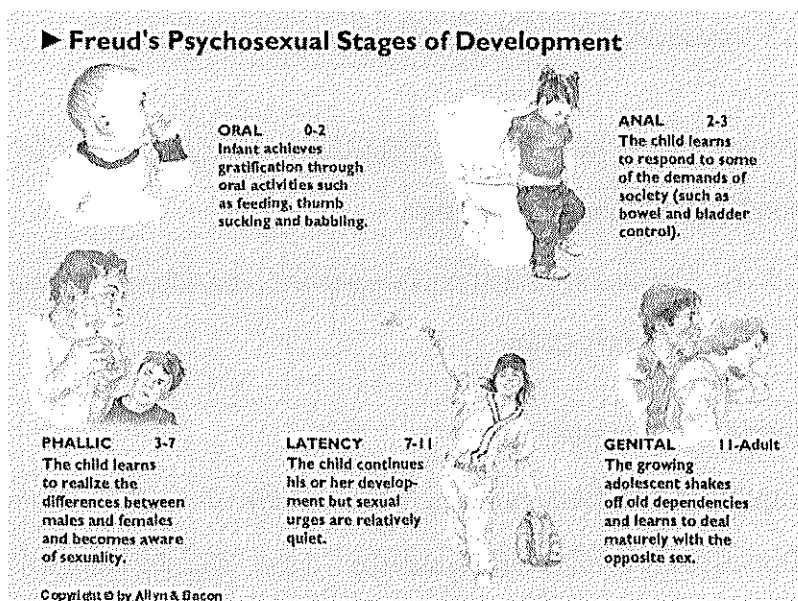 ► Freud's Psychosexual Stages of Development
ORAL 0-2
Infant achieves
gratification through
oral activities such
as feeding, thumb
sucking and babbling.
ANAL 2-3
The child learns
to respond to some
of the demands of
society (such as
bowel and bladder
control).
PHALLIC 3-7
The child learns
to realize the
differences between
males and females
and becomes aware
of sexuality.
LATENCY 7-11
The child continues
his or her develop-
ment but sexual
urges are relatively
quiet.
GENITAL 11-Adult
The growing
adolescent shakes
off old dependencies
and learns to deal
maturely with the
opposite sex.
Copyright © by Allyn & Bacon